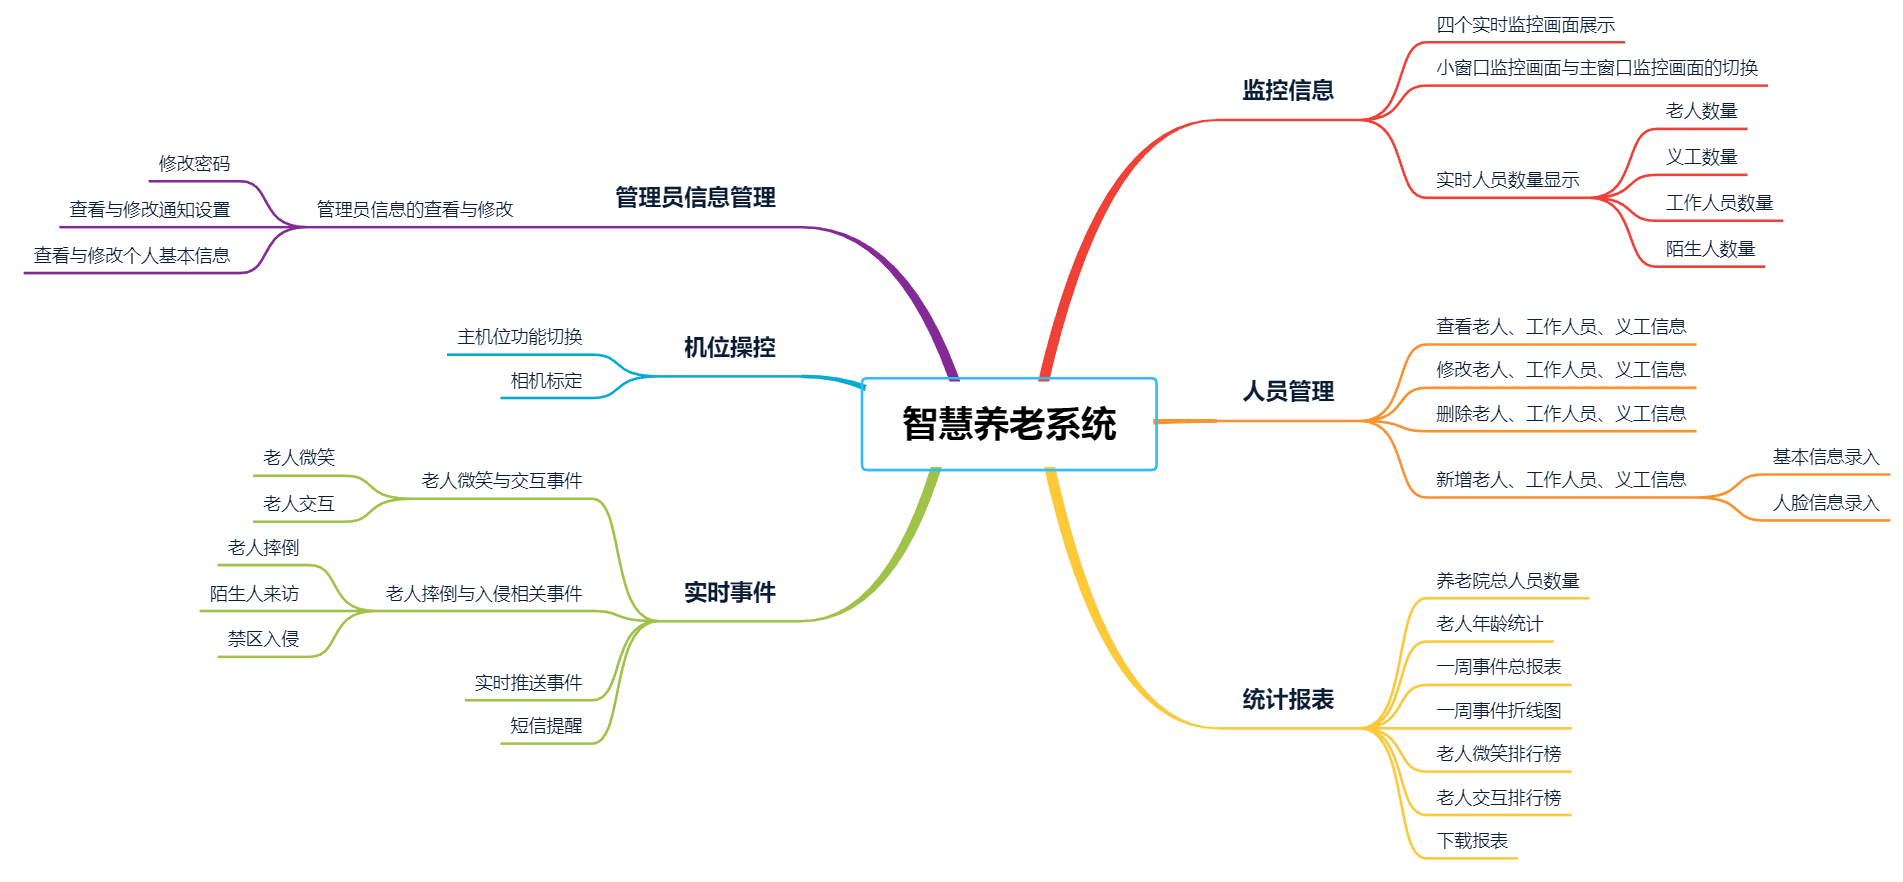 智慧养老系统
监控信息
四个实时监控画面展示
小窗口监控画面与主窗口监控画面的切换
实时人员数量显示
老人数量
义工数量
工作人员数量
陌生人数量
人员管理
查看老人、工作人员、义工信息
修改老人、工作人员、义工信息
删除老人、工作人员、义工信息
新增老人、工作人员、义工信息
基本信息录入
人脸信息录入
统计报表
养老院总人员数量
老人年龄统计
一周事件总报表
一周事件折线图
老人微笑排行榜
老人交互排行榜
下载报表
管理员信息管理
管理员信息的查看与修改
修改密码
查看与修改通知设置
查看与修改个人基本信息
机位操控
主机位功能切换
相机标定
实时事件
老人微笑与交互事件
老人微笑
老人交互
老人摔倒与入侵相关事件
老人摔倒
陌生人来访
禁区入侵
实时推送事件
短信提醒